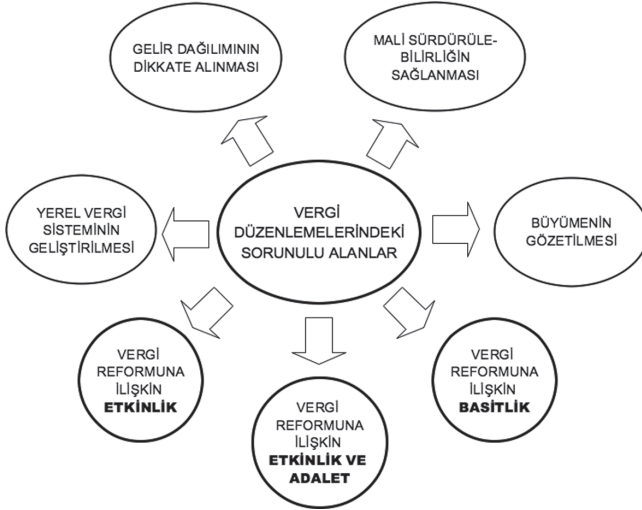 GELİR DAĞILIMININ
DİKKATE ALINMASI
MALİ SÜRDÜRÜLE-
BİLİRLİĞİN
SAĞLANMASI
YEREL VERGİ
SİSTEMİNİN
GELİŞTİRİLMESİ
VERGİ
DÜZENLEMELERİNDEKİ
SORUNULU ALANLAR
BÜYÜMENİN
GÖZETİLMESİ
VERGİ
REFORMUNA
İLİŞKİN
ETKİNLİK
VERGİ
REFORMUNA
İLİŞKİN
ETKİNLİK VE
ADALET
VERGİ
REFORMUNA
İLİŞKİN
BASİTLİK